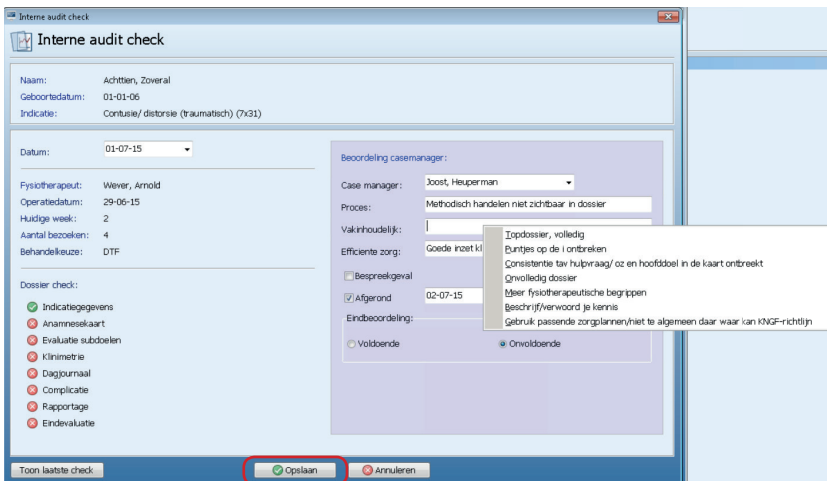 Interne audit check
Interne audit check
Naam: Achttien, Zoveral
Geboortedatum: 01-01-06
Indicatie: Contusie/ distorsie (traumatisch) (7x31)
Datum: 01-07-15
Fysiotherapeut: Wever, Arnold
Operatiedatum: 29-06-15
Huidige week: 2
Aantal bezoeken: 4
Behandelkeuze: DTF
Dossier check:
Indicatiegegevens
Anamnesekaart
Evaluatie subdoelen
Klinimetrie
Dagjournaal
Complicatie
Rapportage
Eindevaluatie
Beoordeling casemanager:
Case manager: Joost, Heuperman
Proces: Methodisch handelen niet zichtbaar in dossier
Vakinhoudelijk:
Efficiente zorg: Goede inzet kl
Bespreekgeval
Afgerond 02-07-15
Eindbeoordeling:
Voldoende Onvoldoende
Topdossier, volledig
Puntjes op de i ontbreken
Consistentie tav hulpvraag/ oz en hoofddoel in de kaart ontbreekt
Onvolledig dossier
Meer fysiotherapeutische begrippen
Beschrijf/verwoord je kennis
Gebruik passende zorgplannen/niet te algemeen daar waar kan KNGF-richtlijn
Toon laatste check Opslaan Annuleren